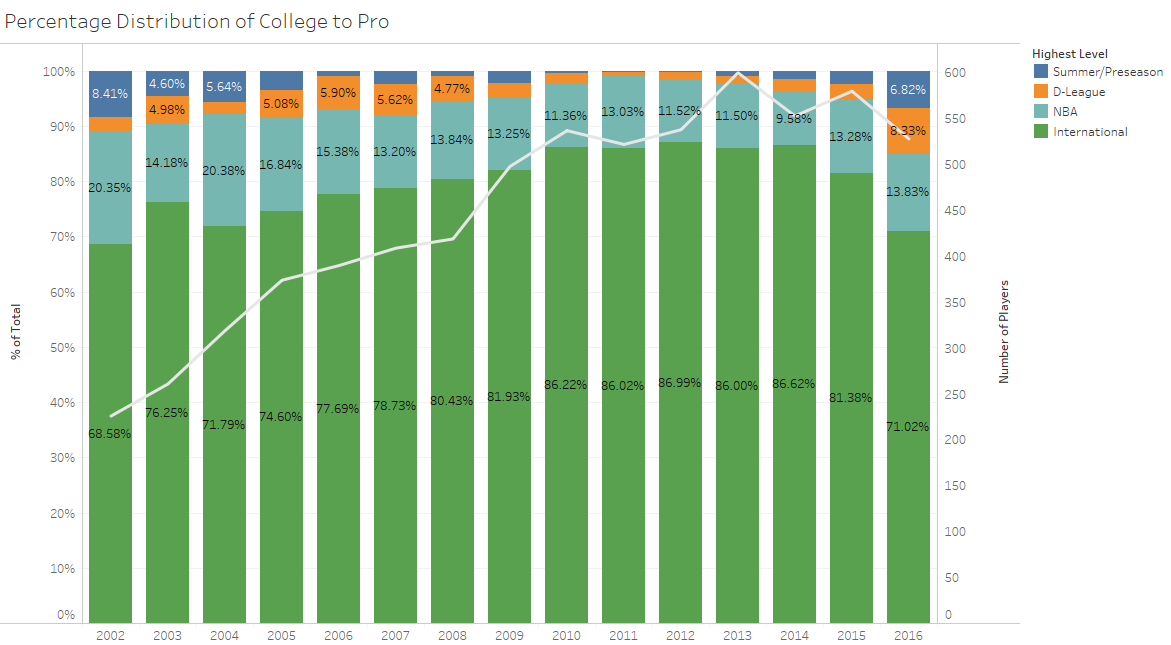 Percentage Distribution of College to Pro
Highest Level
Summer/Preseason
D-League
NBA
International
% of Total
100%
90%
80%
70%
60%
50%
40%
30%
20%
10%
0%
8.41% 4.60% 5.64% 6.82%
4.98% 5.08% 5.90% 5.62% 4.77% 8.33%
20.35% 14.18% 20.38% 16.84% 15.38% 13.20% 13.84% 13.25% 11.36% 13.03% 11.52% 11.50% 9.58% 13.28% 13.83%
68.58% 76.25% 71.79% 74.60% 77.69% 78.73% 80.43% 81.93% 86.22% 86.02% 86.99% 86.00% 86.62% 81.38% 71.02%
600
550
500
450
400
350
300
250
200
150
100
50
0
Number of Players
2002 2003 2004 2005 2006 2007 2008 2009 2010 2011 2012 2013 2014 2015 2016